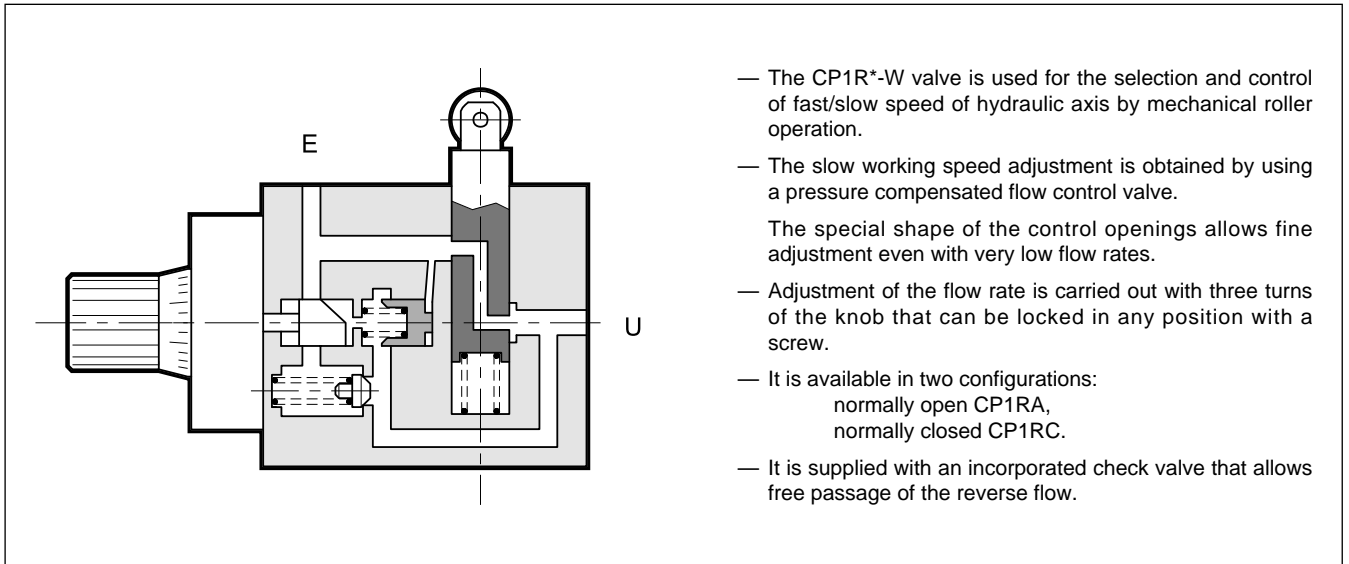 E
U
— The CP1R*-W valve is used for the selection and control
of fast/slow speed of hydraulic axis by mechanical roller
operation.
— The slow working speed adjustment is obtained by using
a pressure compensated flow control valve.
The special shape of the control openings allows fine
adjustment even with very low flow rates.
— Adjustment of the flow rate is carried out with three turns
of the knob that can be locked in any position with a
screw.
— It is available in two configurations:
normally open CP1RA,
normally closed CP1RC.
— It is supplied with an incorporated check valve that allows
free passage of the reverse flow.